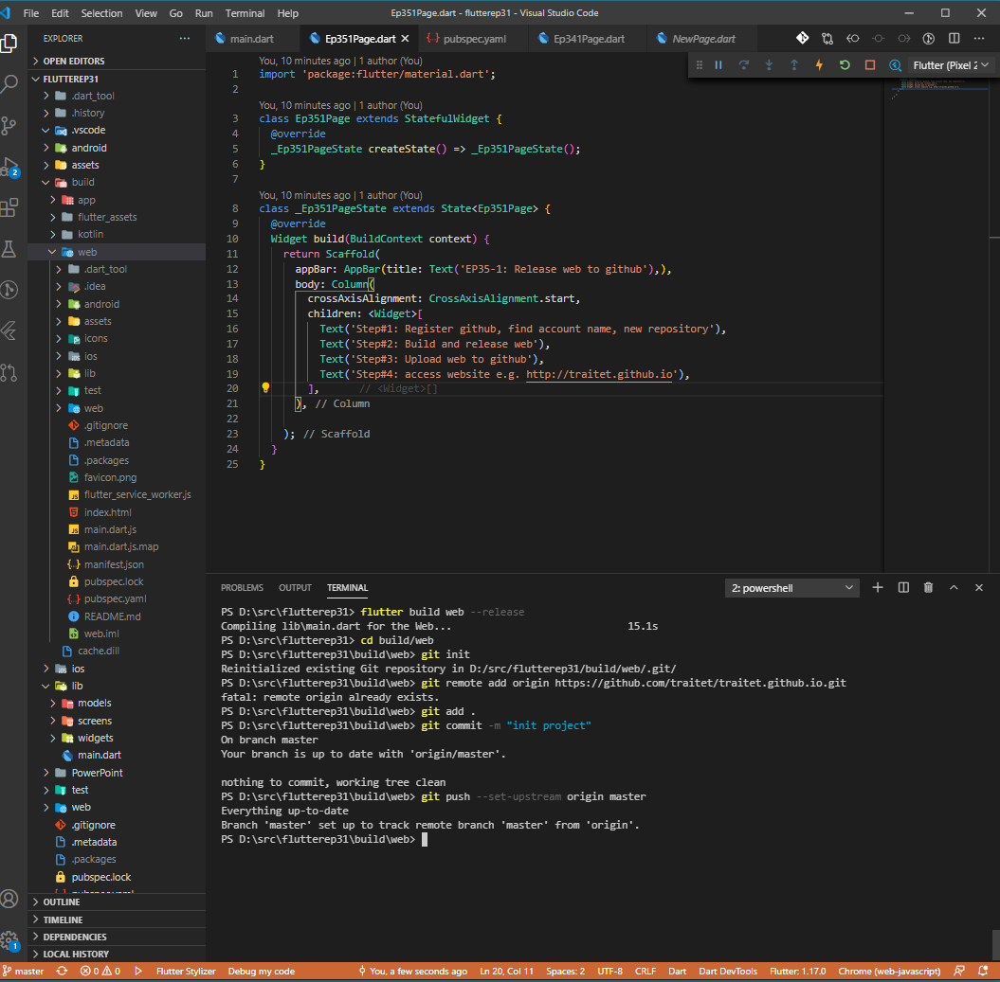 File Edit Selection View Go Run Terminal Help Ep351Page.dart - flutterep31 - Visual Studio Code
EXPLORER
OPEN EDITORS
FLUTTEREP31
.dart_tool
.history
.vscode
android
assets
build
app
flutter_assets
kotlin
web
.dart_tool
.idea
android
assets
icons
ios
lib
test
web
.gitignore
.metadata
.packages
favicon.png
flutter_service_worker.js
index.html
main.dart.js
main.dart.js.map
manifest.json
pubspec.lock
pubspec.yaml
README.md
web.iml
cache.dill
ios
lib
models
screens
widgets
main.dart
PowerPoint
test
web
.gitignore
.metadata
.packages
pubspec.lock
OUTLINE
TIMELINE
DEPENDENCIES
LOCAL HISTORY
2
1
main.dart Ep351Page.dart pubspec.yaml Ep341Page.dart NewPage.dart
Flutter (Pixel 2
You, 10 minutes ago | 1 author (You)
1 import 'package:flutter/material.dart';
2
You, 10 minutes ago | 1 author (You)
3 class Ep351Page extends StatefulWidget {
4 @override
5 _Ep351PageState createState() => _Ep351PageState();
6 }
7
You, 10 minutes ago | 1 author (You)
8 class _Ep351PageState extends State<Ep351Page> {
9 @override
10 Widget build(BuildContext context) {
11 return Scaffold(
12 appBar: AppBar(title: Text('EP35-1: Release web to github'),),
13 body: Column(
14 crossAxisAlignment: CrossAxisAlignment.start,
15 children: <Widget>[
16 Text('Step#1: Register github, find account name, new repository'),
17 Text('Step#2: Build and release web'),
18 Text('Step#3: Upload web to github'),
19 Text('Step#4: access website e.g. http://traitet.github.io'),
20 ], // <Widget>[]
21 ), // Column
22
23 ); // Scaffold
24 }
25 }
PROBLEMS OUTPUT TERMINAL 2: powershell
PS D:\src\flutterep31> flutter build web --release
Compiling lib\main.dart for the Web... 15.1s
PS D:\src\flutterep31> cd build/web
PS D:\src\flutterep31\build\web> git init
Reinitialized existing Git repository in D:/src/flutterep31/build/web/.git/
PS D:\src\flutterep31\build\web> git remote add origin https://github.com/traitet/traitet.github.io.git
fatal: remote origin already exists.
PS D:\src\flutterep31\build\web> git add .
PS D:\src\flutterep31\build\web> git commit -m "init project"
On branch master
Your branch is up to date with 'origin/master'.
nothing to commit, working tree clean
PS D:\src\flutterep31\build\web> git push --set-upstream origin master
Everything up-to-date
Branch 'master' set up to track remote branch 'master' from 'origin'.
PS D:\src\flutterep31\build\web>
master 0 0 Flutter Stylizer Debug my code You, a few seconds ago Ln 20, Col 11 Spaces: 2 UTF-8 CRLF Dart Dart DevTools Flutter: 1.17.0 Chrome (web-javascript)